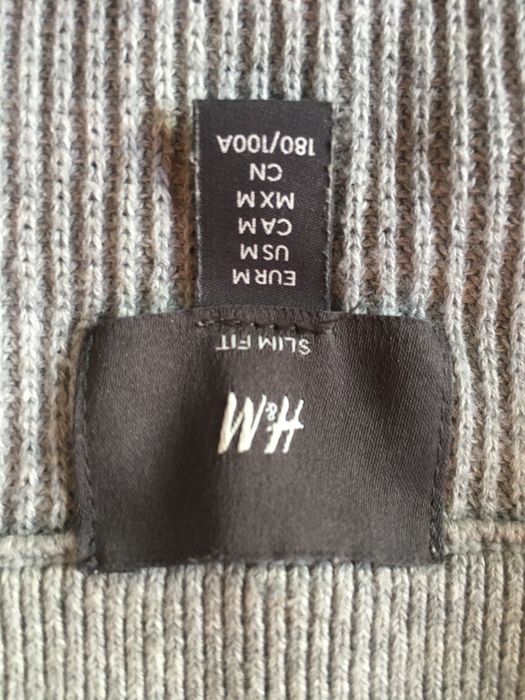 H&M
SLIM FIT
EUR M
US M
CA M
MX M
CN
180/100A